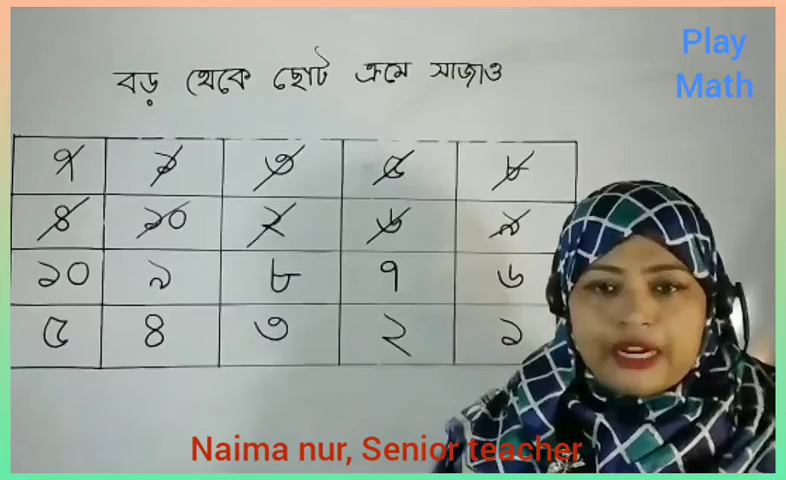 Play
Math
বড় থেকে ছোট ক্রমে সাজাও
৭ ১ ৩ ৫ ৮
৪ ১০ ২ ৬ ৯
১০ ৯ ৮ ৭ ৬
৫ ৪ ৩ ২ ১
Naima nur, Senior teacher